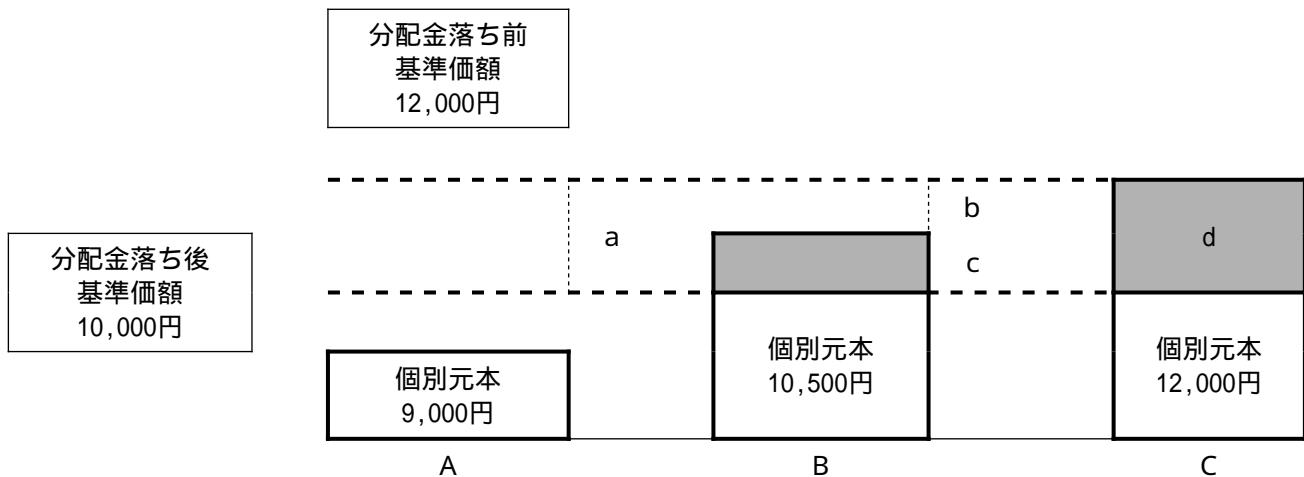 分配金落ち前
基準価額
12,000円
b
a
d
c
分配金落ち後
基準価額
10,000円
個別元本
9,000円
個別元本
10,500円
個別元本
12,000円
A
B
C